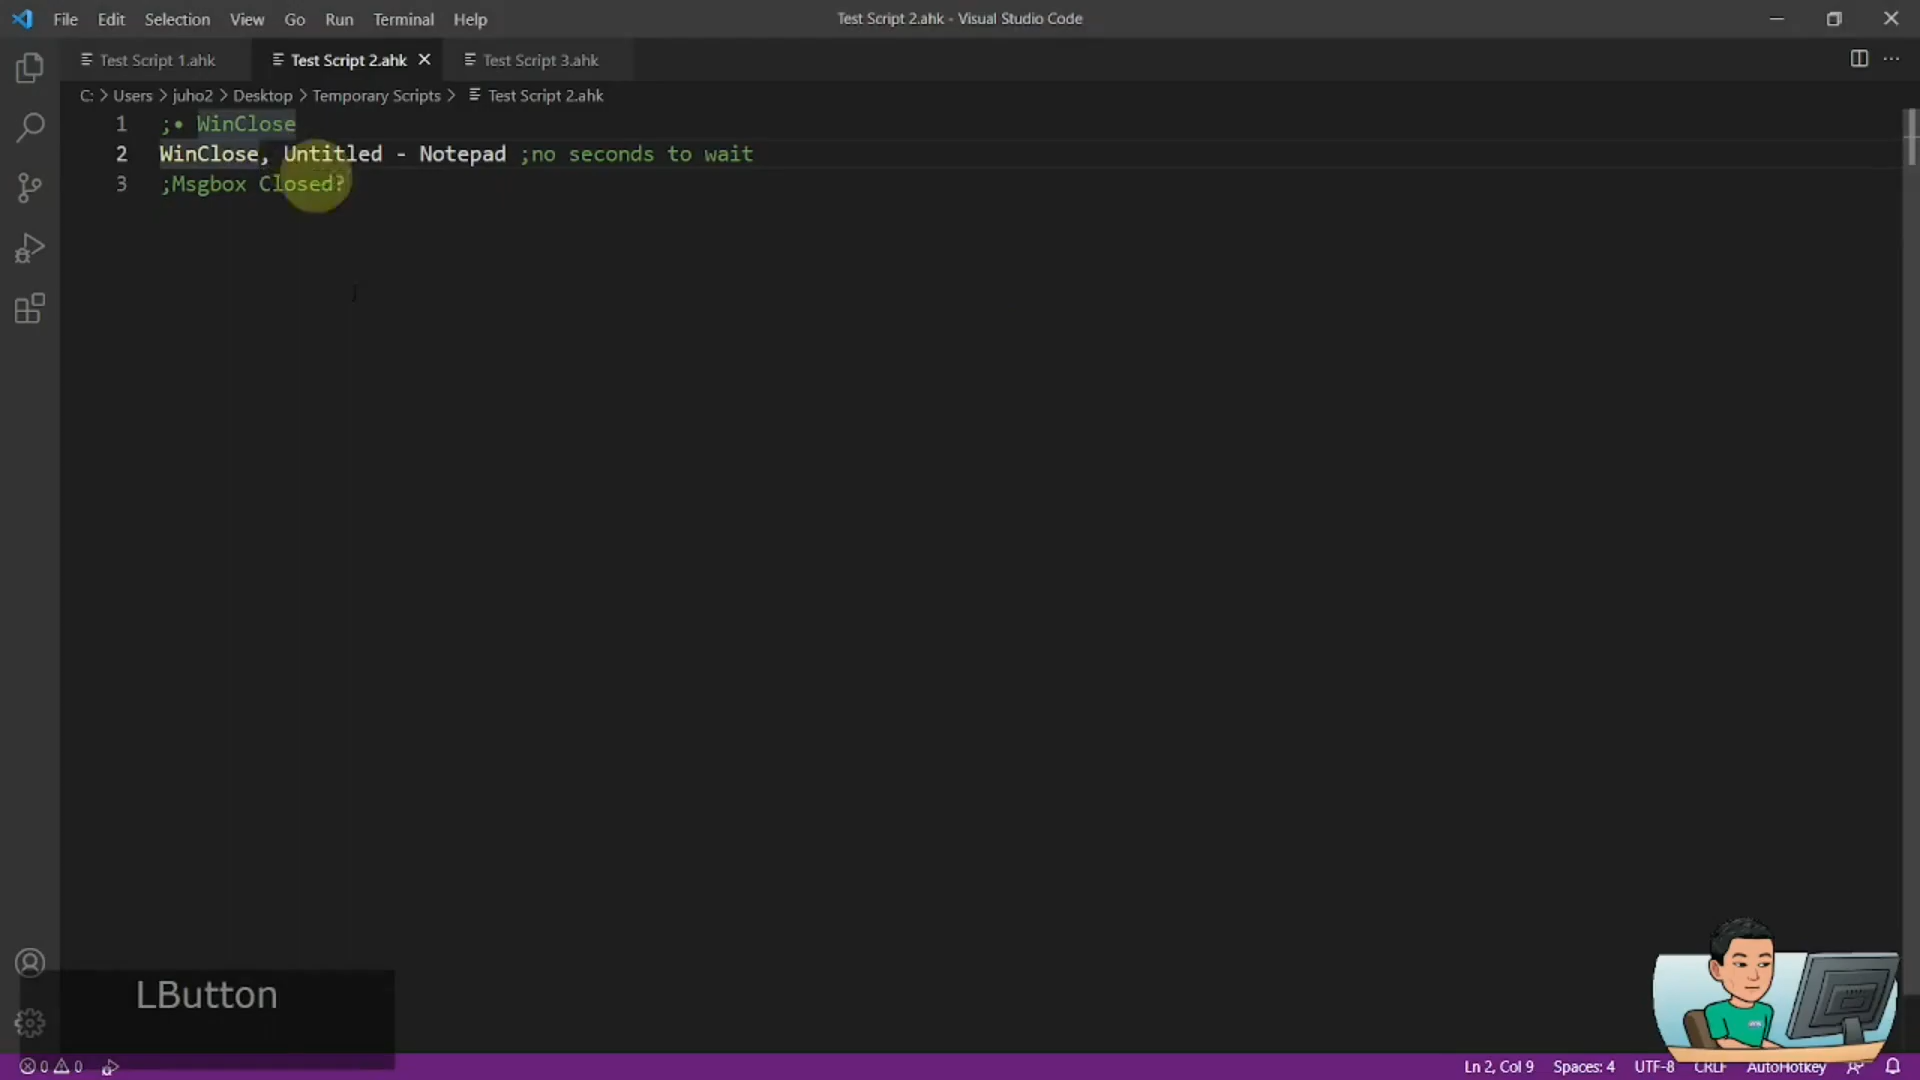 File Edit Selection View Go Run Terminal Help
Test Script 2.ahk - Visual Studio Code
Test Script 1.ahk
Test Script 2.ahk
Test Script 3.ahk
C: > Users > juho2 > Desktop > Temporary Scripts > Test Script 2.ahk
1 ;• WinClose
2 WinClose, Untitled - Notepad ;no seconds to wait
3 ;Msgbox Closed?
LButton
0 0
Ln 2, Col 9 Spaces: 4 UTF-8 CRLF AutoHotkey